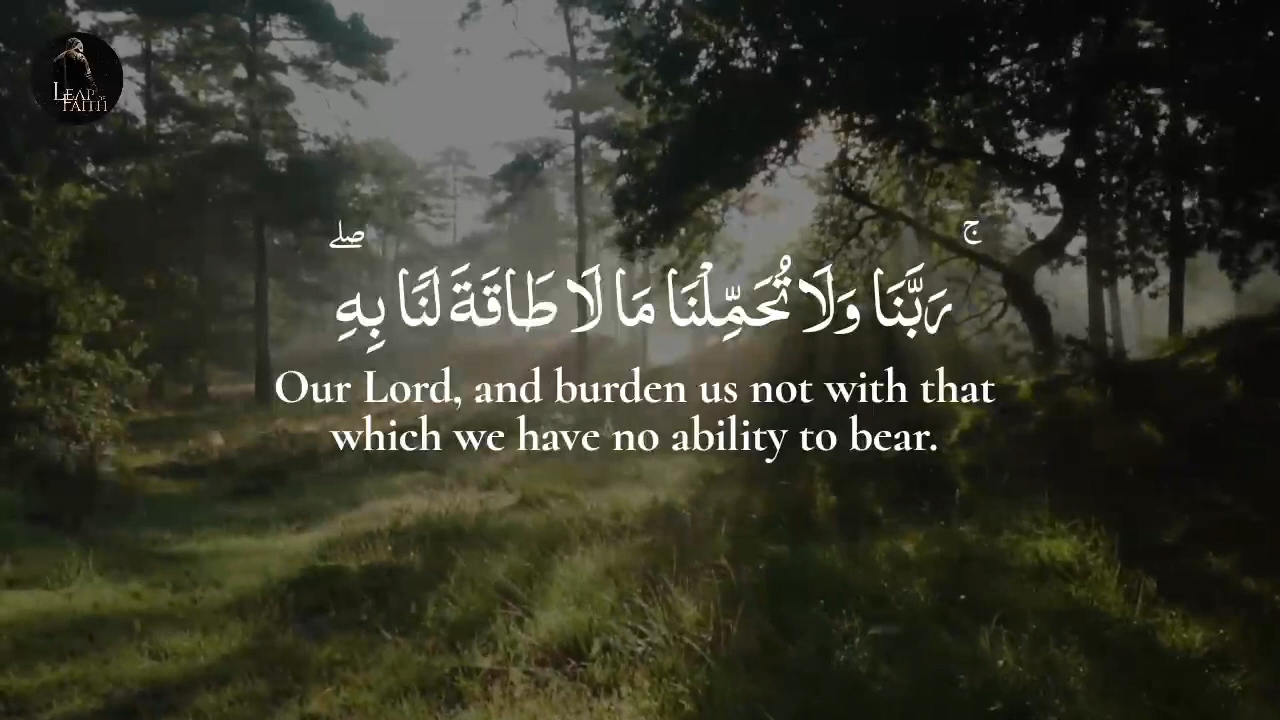 LEAP OF
FAITH
ۚ رَبَّنَا وَلَا تُحَمِّلْنَا مَا لَا طَاقَةَ لَنَا بِهِ ۖ
Our Lord, and burden us not with that
which we have no ability to bear.